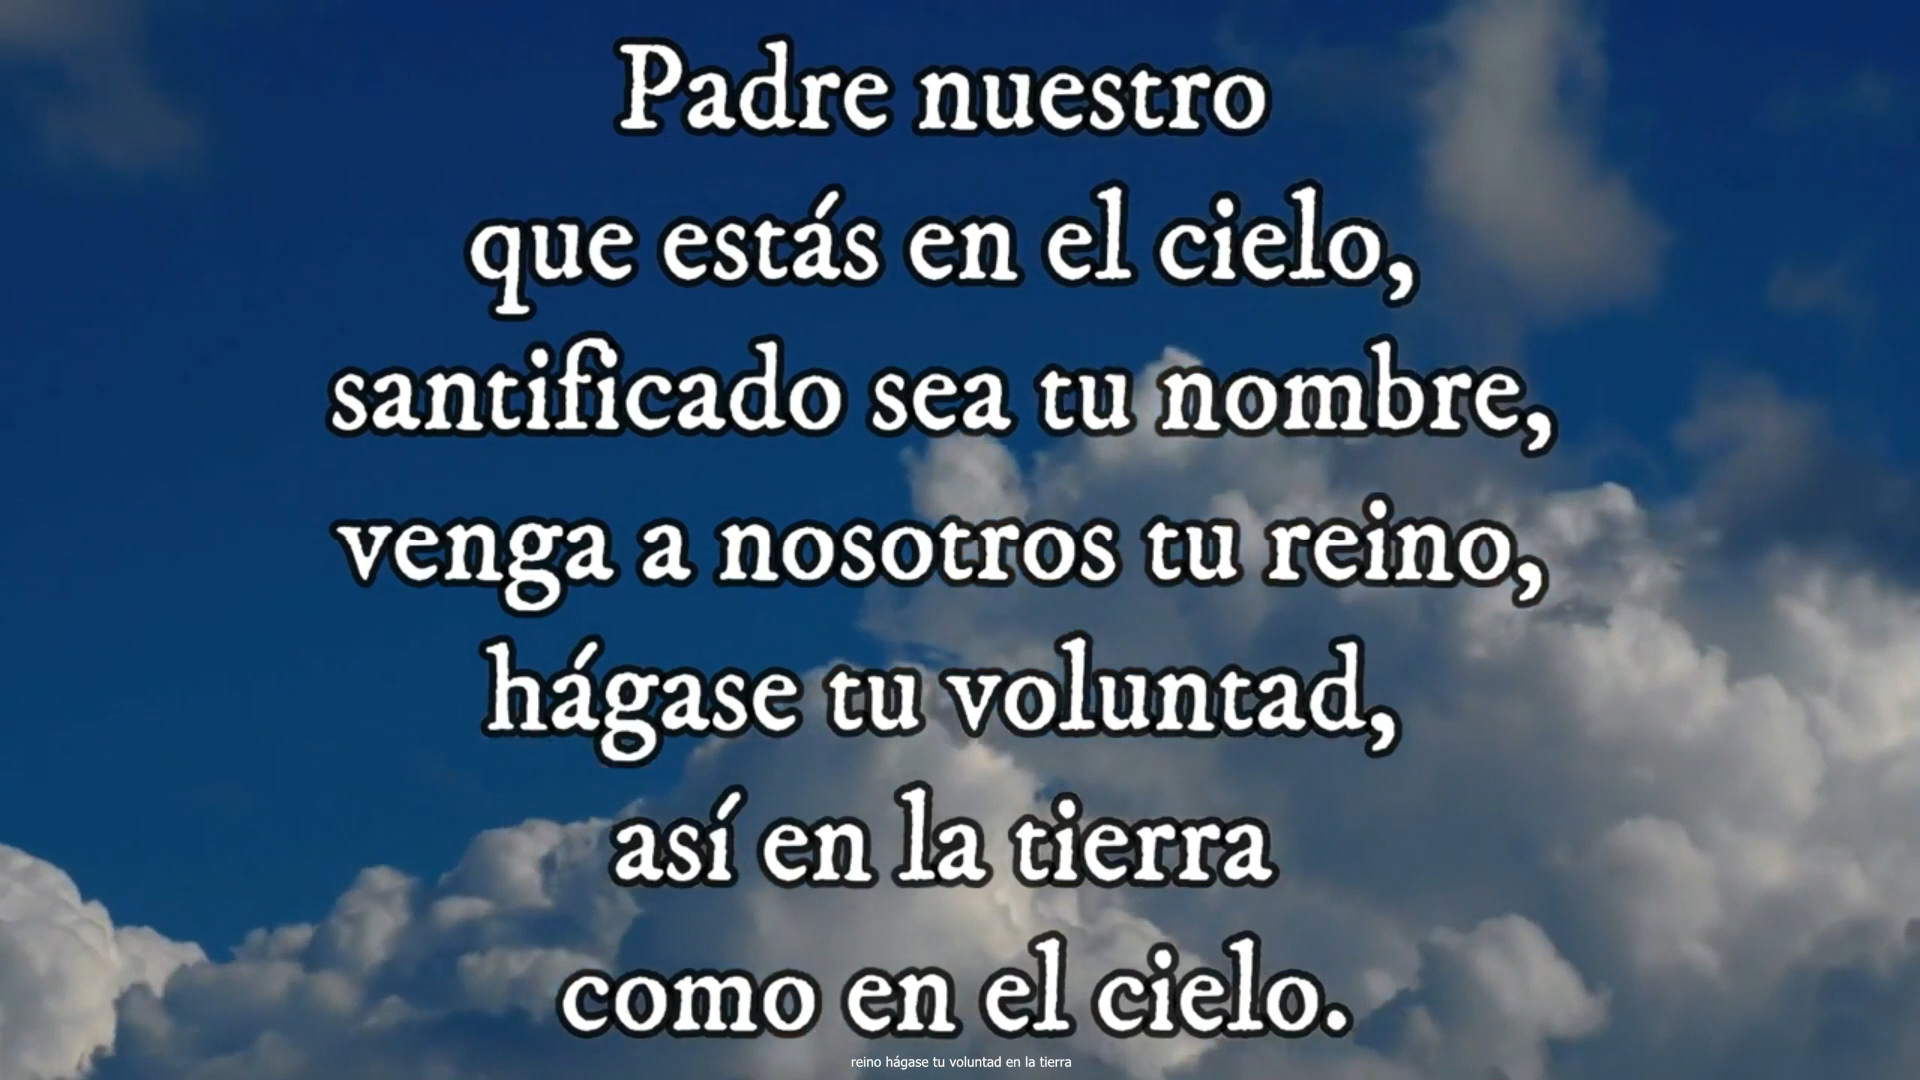 Padre nuestro
que estás en el cielo,
santificado sea tu nombre,
venga a nosotros tu reino,
hágase tu voluntad,
así en la tierra
como en el cielo.
reino hágase tu voluntad en la tierra